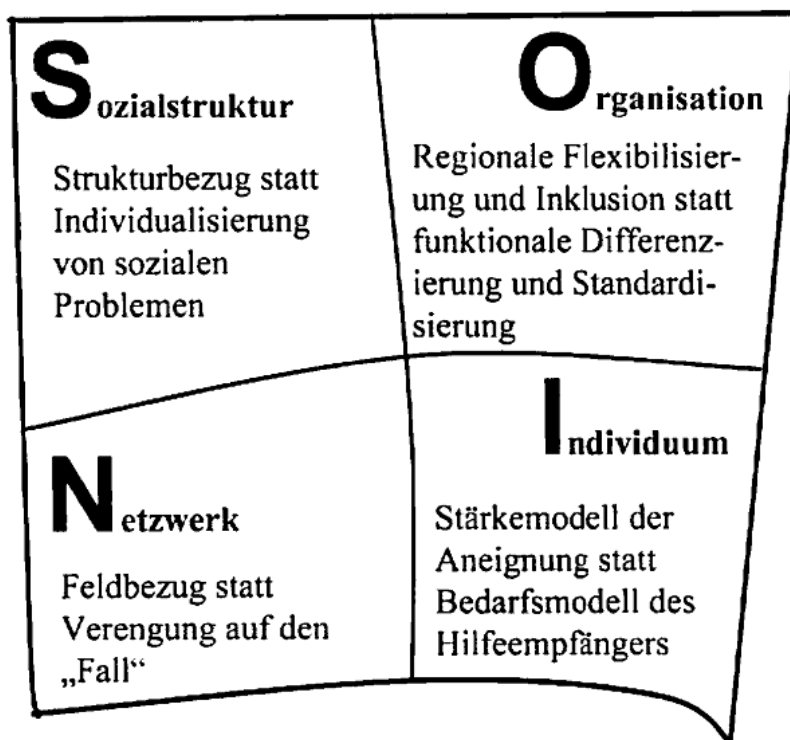 Sozialstruktur
Strukturbezug statt
Individualisierung
von sozialen
Problemen
Organisation
Regionale Flexibilisier-
ung und Inklusion statt
funktionale Differenz-
ierung und Standardi-
sierung
Netzwerk
Feldbezug statt
Verengung auf den
„Fall“
Individuum
Stärkemodell der
Aneignung statt
Bedarfsmodell des
Hilfeempfängers